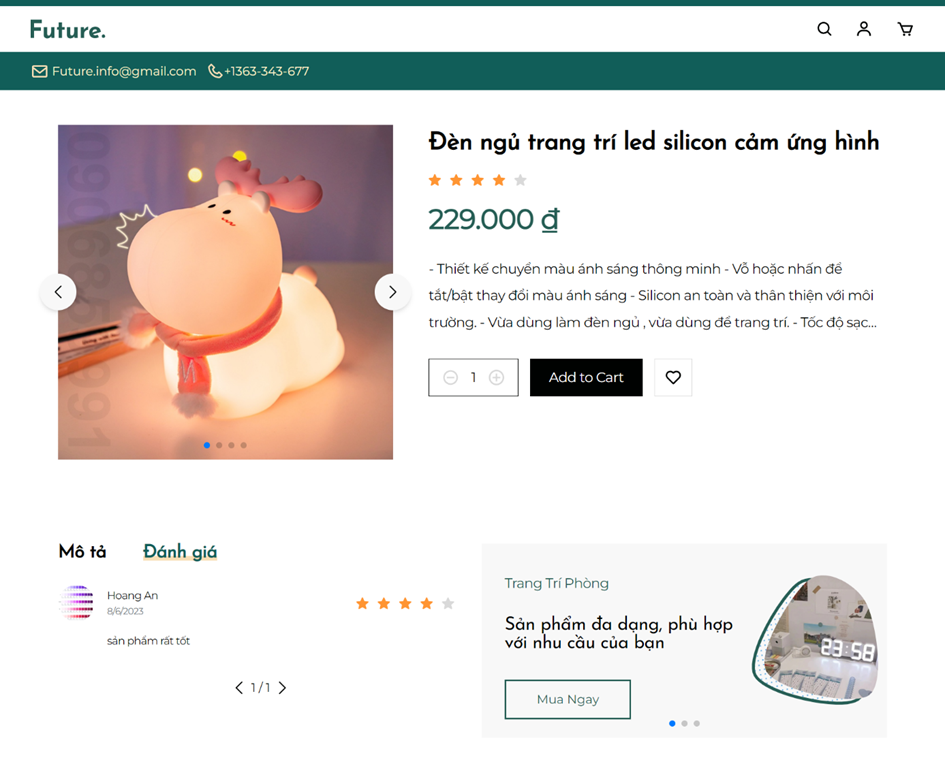 Future.
Future.info@gmail.com +1363-343-677
Đèn ngủ trang trí led silicon cảm ứng hình
229.000 ₫
- Thiết kế chuyển màu ánh sáng thông minh - Vỗ hoặc nhấn để
tắt/bật thay đổi màu ánh sáng - Silicon an toàn và thân thiện với môi
trường. - Vừa dùng làm đèn ngủ , vừa dùng để trang trí. - Tốc độ sạc...
1
Add to Cart
Mô tả Đánh giá
Hoang An
8/6/2023
sản phẩm rất tốt
1 / 1
Trang Trí Phòng
Sản phẩm đa dạng, phù hợp
với nhu cầu của bạn
23:58
Mua Ngay